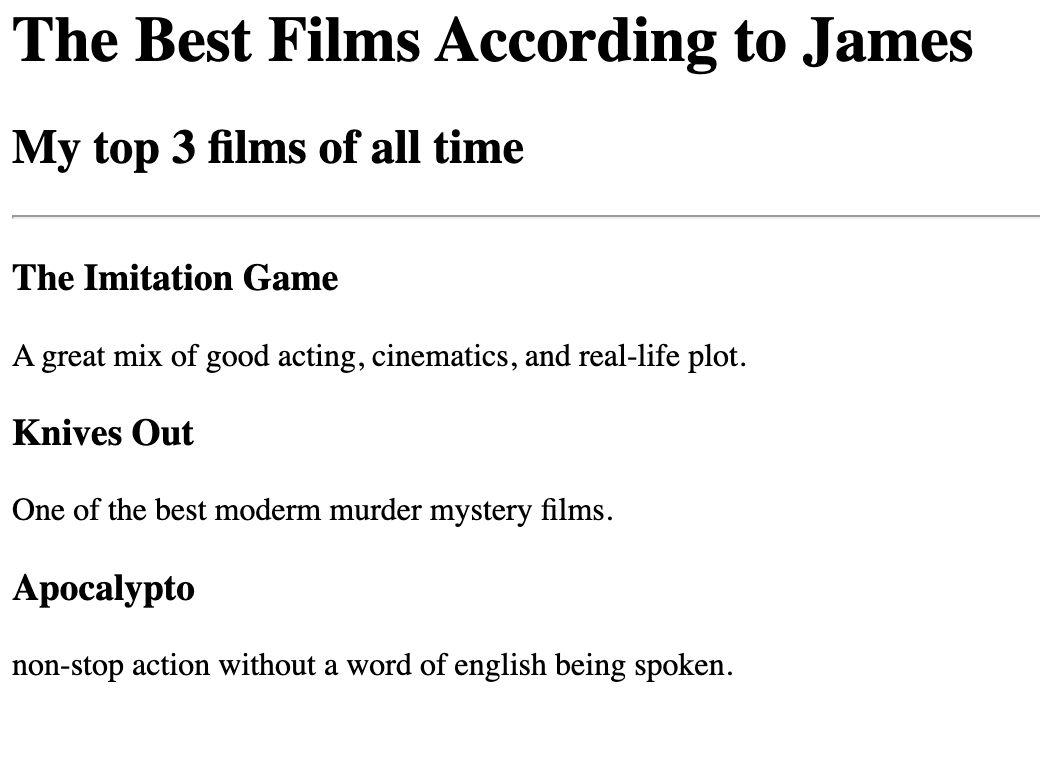 The Best Films According to James
My top 3 films of all time
The Imitation Game
A great mix of good acting, cinematics, and real-life plot.
Knives Out
One of the best moderm murder mystery films.
Apocalypto
non-stop action without a word of english being spoken.